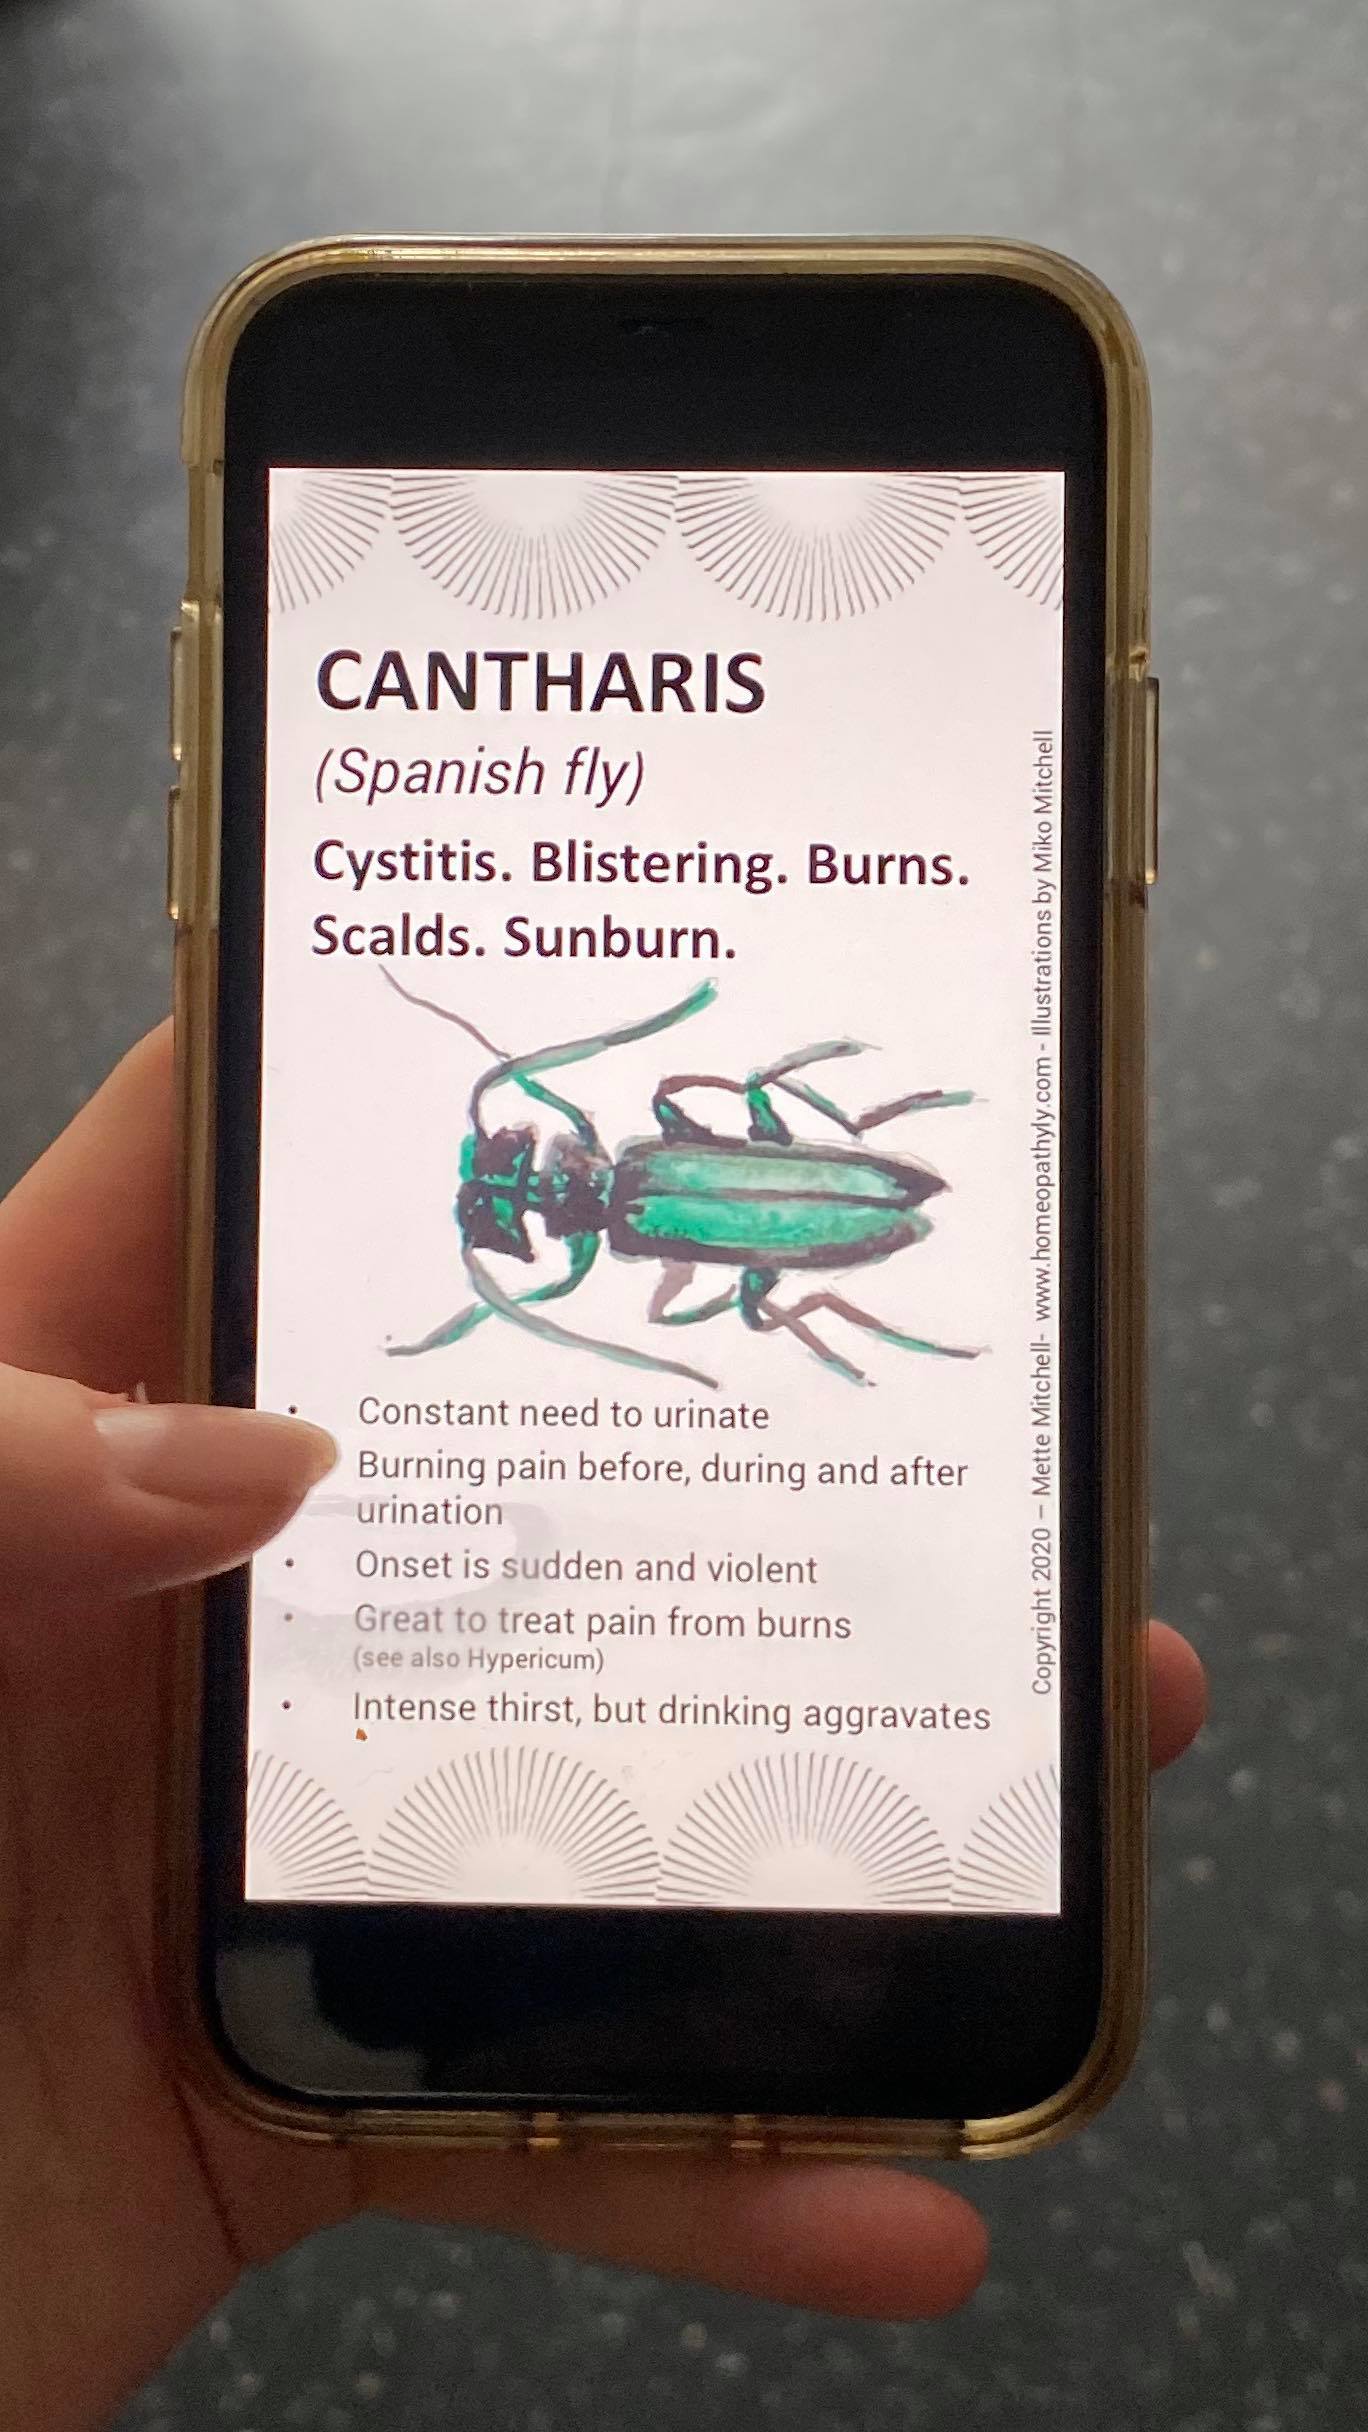 CANTHARIS
(Spanish fly)
Cystitis. Blistering. Burns.
Scalds. Sunburn.
• Constant need to urinate
Burning pain before, during and after
urination
• Onset is sudden and violent
• Great to treat pain from burns
(see also Hypericum)
• Intense thirst, but drinking aggravates
Copyright 2020 – Mette Mitchell- www.homeopathyly.com - Illustrations by Miko Mitchell